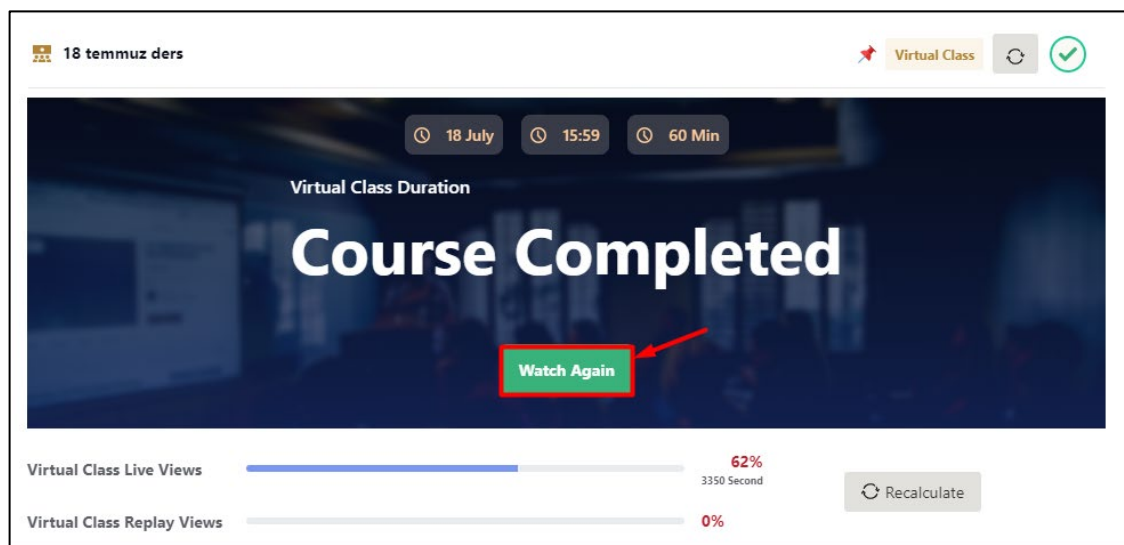 18 temmuz ders
Virtual Class
18 July 15:59 60 Min
Virtual Class Duration
Course Completed
Watch Again
Virtual Class Live Views 62%
3350 Second
Recalculate
Virtual Class Replay Views 0%